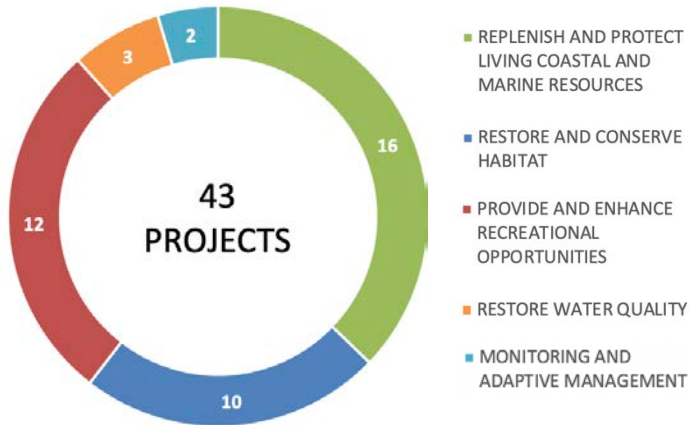 2
3
16
43
PROJECTS
12
10
REPLENISH AND PROTECT
LIVING COASTAL AND
MARINE RESOURCES
RESTORE AND CONSERVE
HABITAT
PROVIDE AND ENHANCE
RECREATIONAL
OPPORTUNITIES
RESTORE WATER QUALITY
MONITORING AND
ADAPTIVE MANAGEMENT